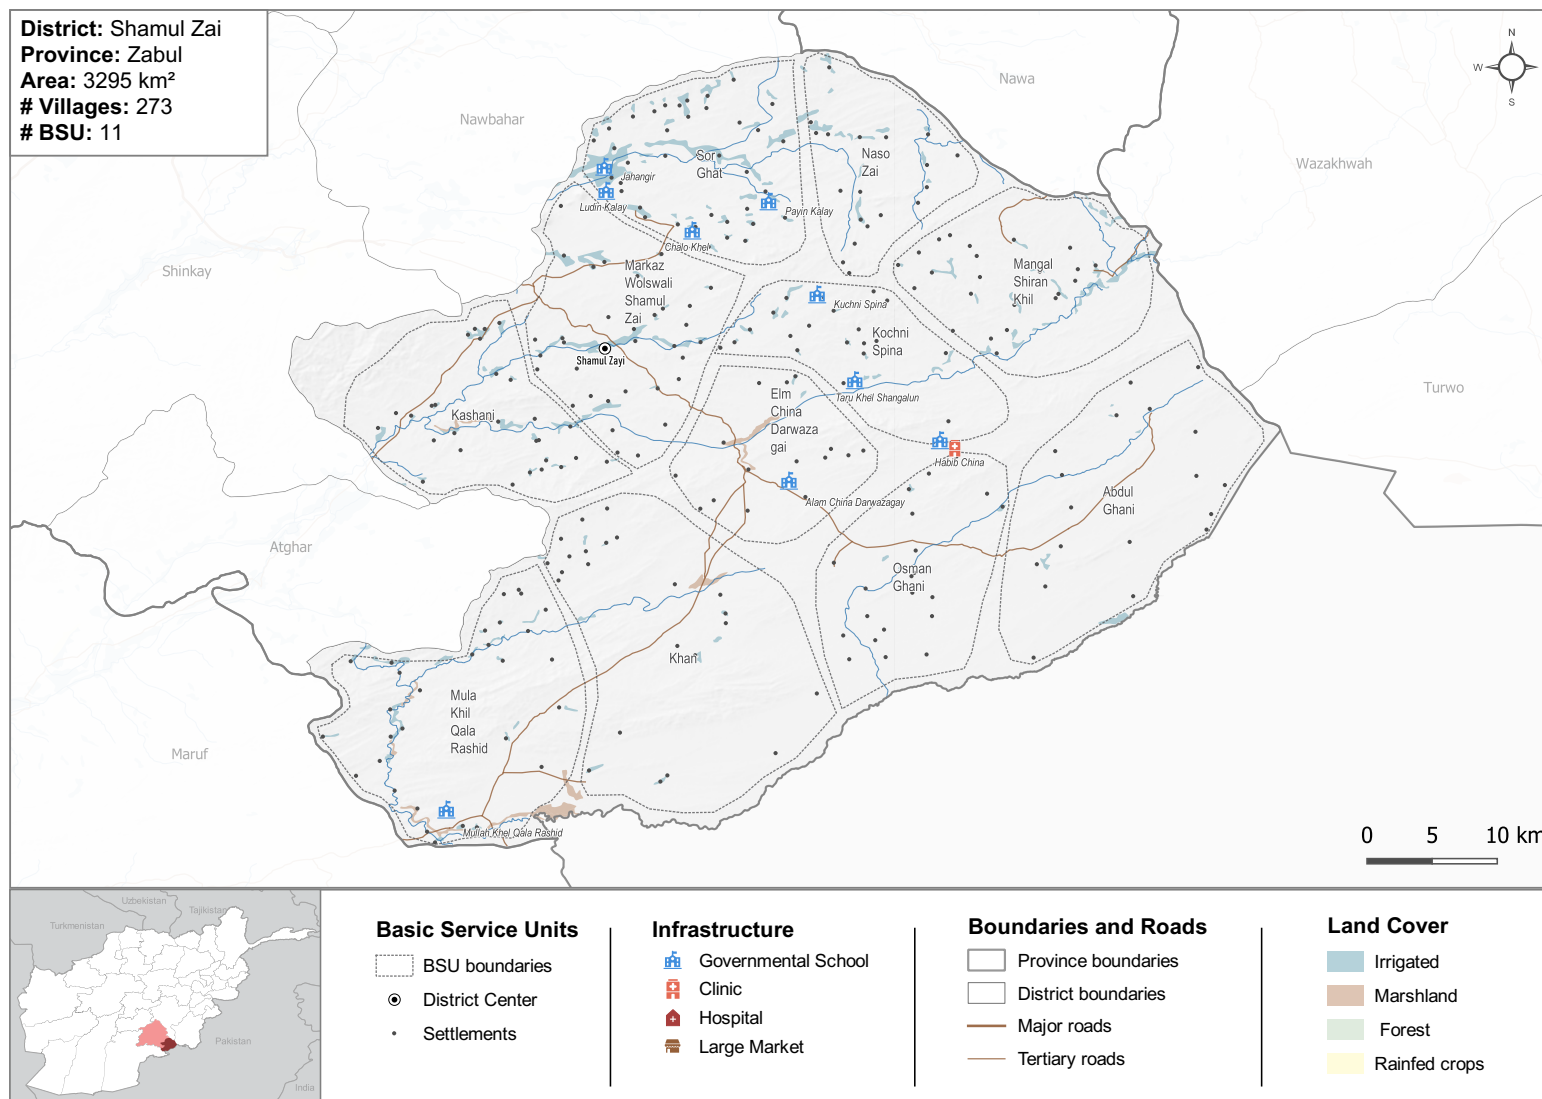 District: Shamul Zai
Province: Zabul
Area: 3295 km²
# Villages: 273
# BSU: 11
Nawbahar
Nawa
Wazakhwah
Shinkay
Turwo
Atghar
Maruf
N
W
S
Sor
Ghat
Naso
Zai
Jahangir
Ludin Kalay
Payin Kalay
Chalo Khel
Markaz
Wolswali
Shamul
Zai
Mangal
Shiran
Khil
Kuchni Spina
Kochni
Spina
Shamul Zayi
Taru Khel Shangalun
Elm
China
Darwaza
gai
Kashani
Habib China
Alam China Darwazagay
Abdul
Ghani
Osman
Ghani
Khan
Mula
Khil
Qala
Rashid
Mullah Khel Qala Rashid
0 5 10 km
Uzbekistan
Tajikistan
Turkmenistan
Pakistan
India
Basic Service Units
BSU boundaries
District Center
Settlements
Infrastructure
Governmental School
Clinic
Hospital
Large Market
Boundaries and Roads
Province boundaries
District boundaries
Major roads
Tertiary roads
Land Cover
Irrigated
Marshland
Forest
Rainfed crops